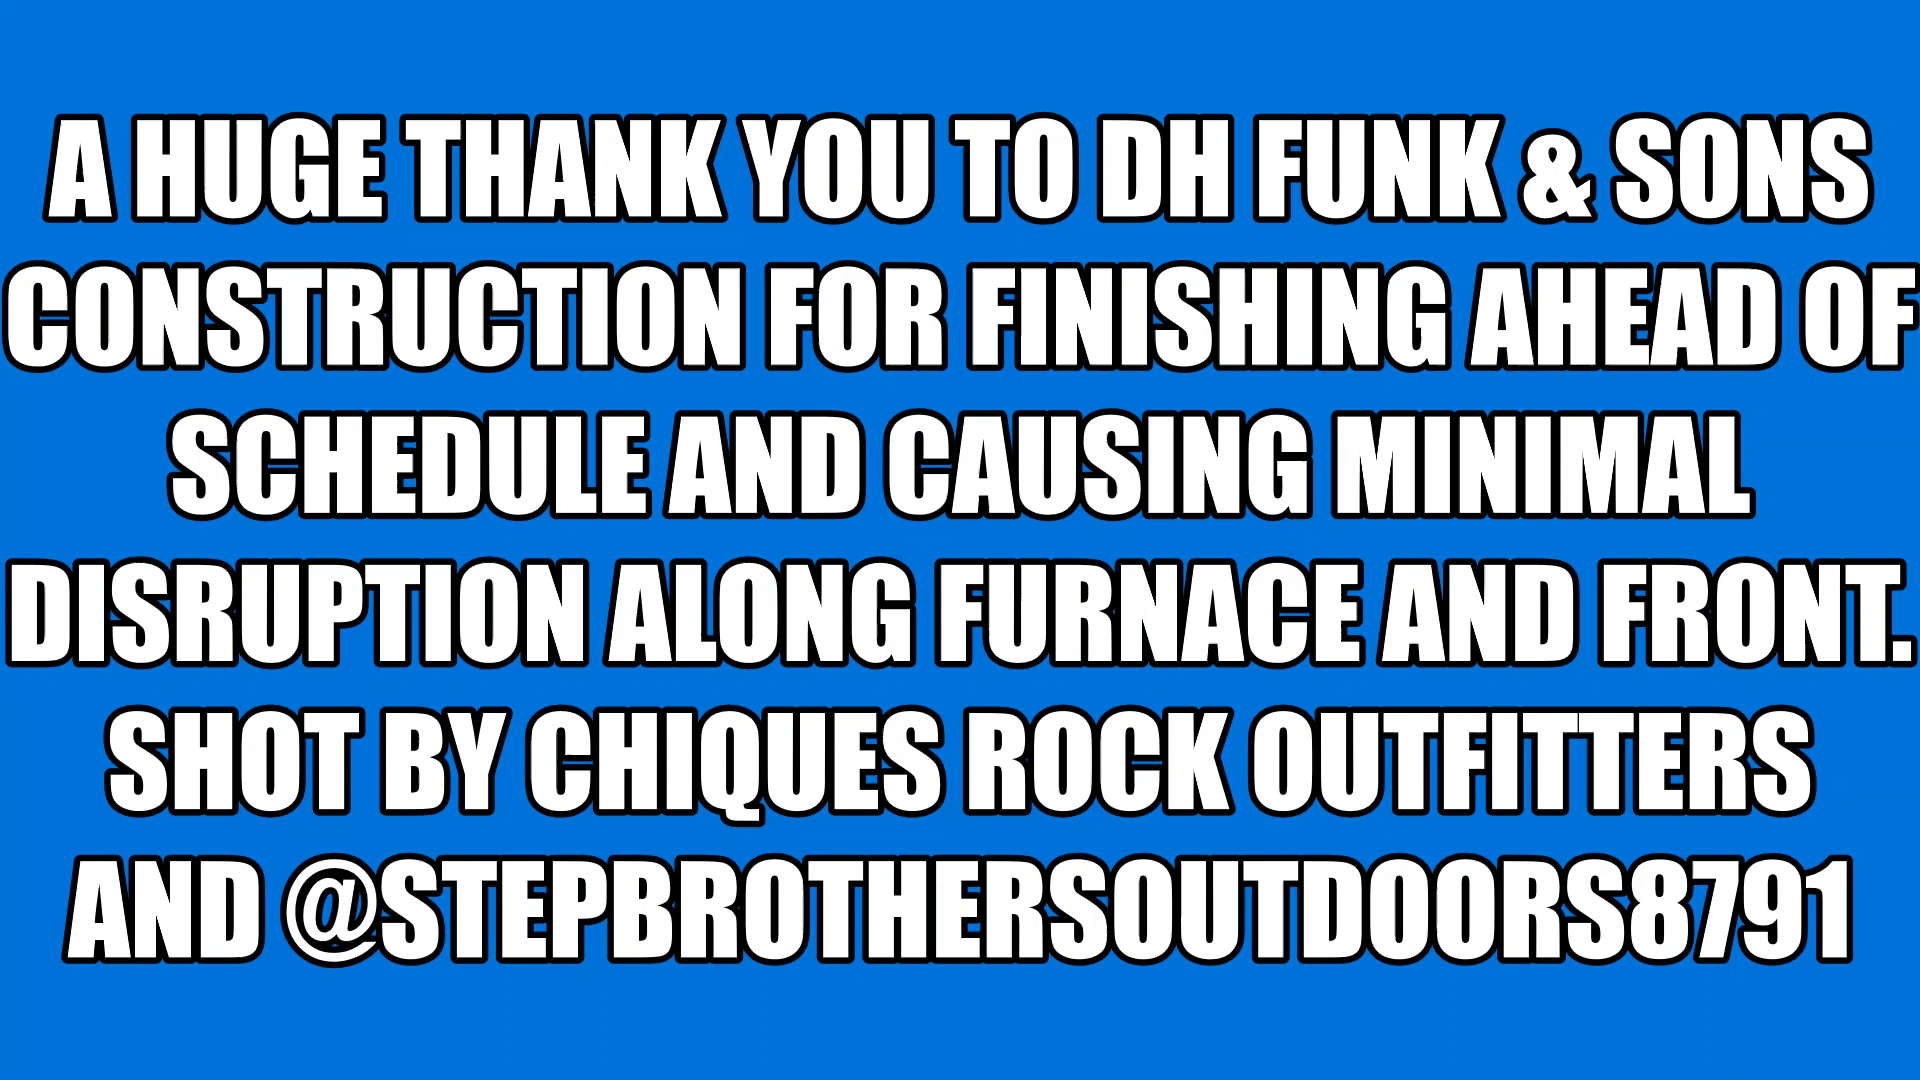 A HUGE THANK YOU TO DH FUNK & SONS
CONSTRUCTION FOR FINISHING AHEAD OF
SCHEDULE AND CAUSING MINIMAL
DISRUPTION ALONG FURNACE AND FRONT.
SHOT BY CHIQUES ROCK OUTFITTERS
AND @STEPBROTHERSOUTDOORS8791